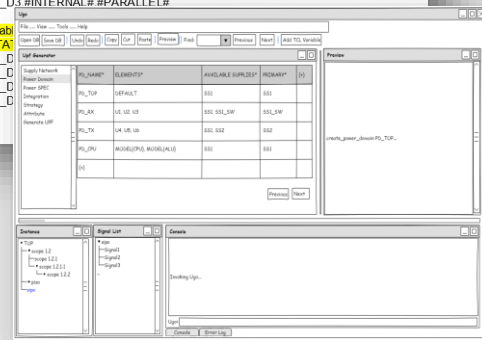 _D3 #INTERNAL# #PARALLEL#
Ugo
File ... View ... Tools ... Help
Open DB Save DB Undo Redo Copy Cut Paste Preview Find: Previous Next Add TCL Variable
Upf Generator
Preview
Supply Network
Power Domain
Power SPEC
Integration
Strategy
Attribute
Generate UPF
PD_NAME* ELEMENTS* AVAILABLE SUPPLIES* PRIMARY* (+)
PD_TOP DEFAULT SS1 SS1
PD_RX U1, U2, U3 SS1, SS1_SW SS1_SW
PD_TX U4, U5, U6 SS1, SS2 SS2
PD_CPU MODEL(CPU), MODEL(ALU) SS1 SS1
(+)
Previous Next
create_power_domain PD_TOP...
Instance
TOP
scope 1.2
scope 1.2.1
scope 1.2.1.1
scope 1.2.2
Signal List
Signal1
Signal2
Signal3
Console
Invoking Ugo...
Ugo>
Console Error Log